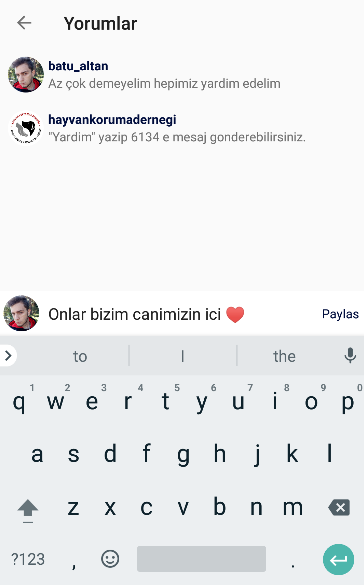 Yorumlar
batu_altan
Az çok demeyelim hepimiz yardim edelim
hayvankorumadernegi
"Yardim" yazip 6134 e mesaj gonderebilirsiniz.
Onlar bizim canimizin ici ❤️ Paylas
to I the
1 2 3 4 5 6 7 8 9 0
q w e r t y u i o p
a s d f g h j k l
z x c v b n m
?123 , .